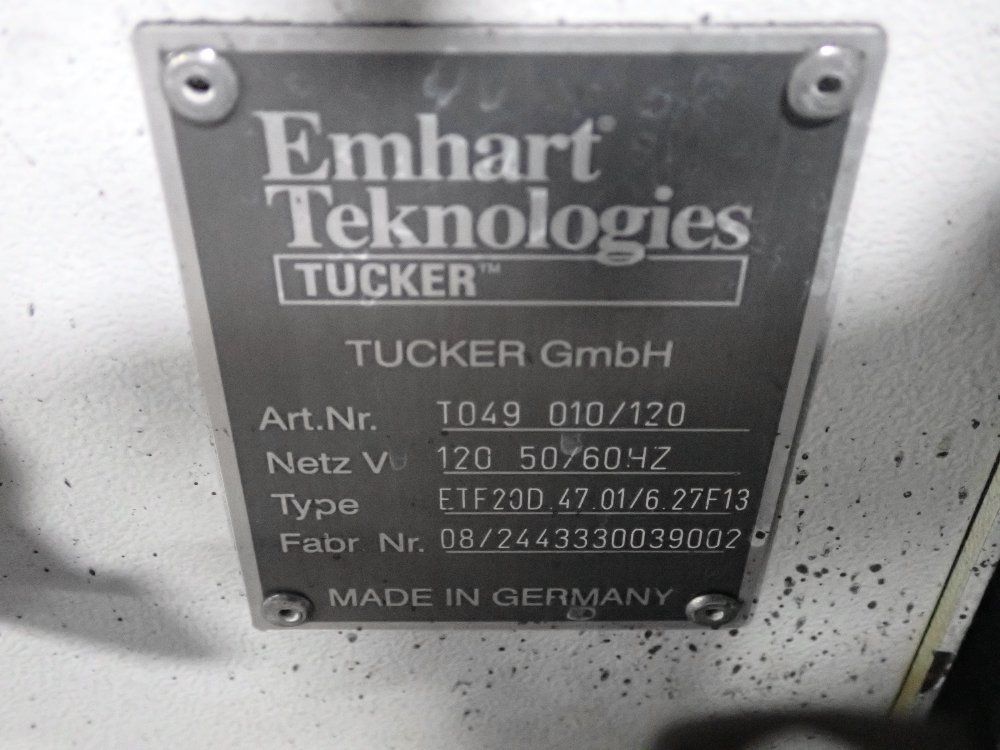 Emhart®
Teknologies
TUCKER™
TUCKER GmbH
Art.Nr. T049 010/120
Netz V 120 50/60HZ
Type ETF20D.47.01/6.27F13
Fabr Nr. 08/2443330039002
MADE IN GERMANY